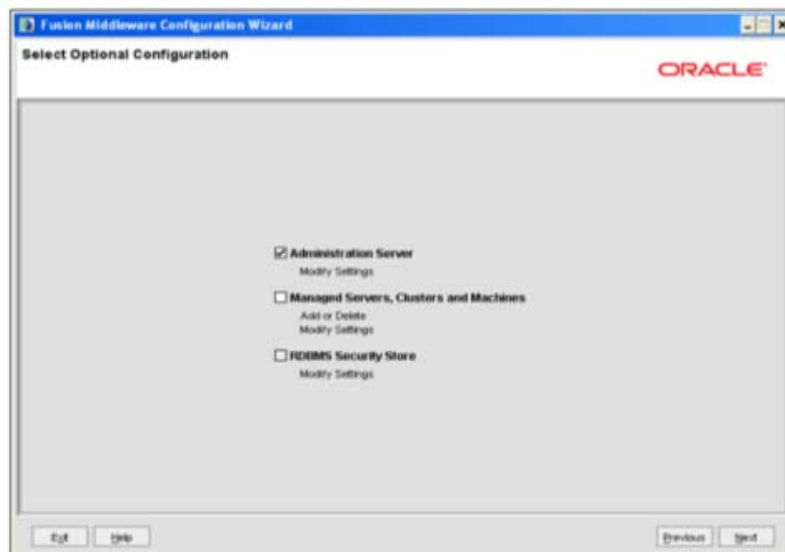 Fusion Middleware Configuration Wizard
Select Optional Configuration
ORACLE
Administration Server
Modify Settings
Managed Servers, Clusters and Machines
Add or Delete
Modify Settings
RDBMS Security Store
Modify Settings
Exit Help Previous Next